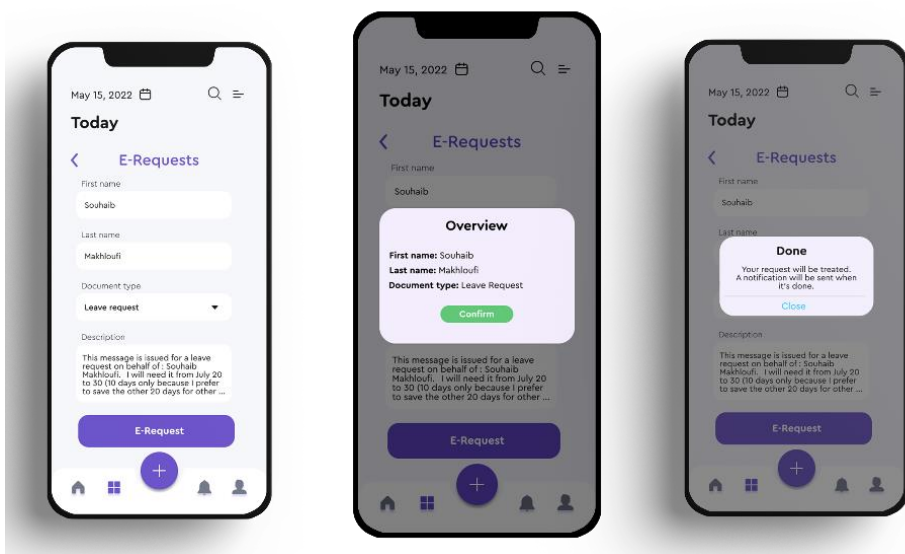 May 15, 2022
Today
E-Requests
First name
Souhaib
Last name
Makhloufi
Document type
Leave request
Description
This message is issued for a leave
request on behalf of : Souhaib
Makhloufi. I will need it from July 20
to 30 (10 days only because I prefer
to save the other 20 days for other ...
E-Request
May 15, 2022
Today
E-Requests
First name
Souhaib
Overview
First name: Souhaib
Last name: Makhloufi
Document type: Leave Request
Confirm
This message is issued for a leave
request on behalf of : Souhaib
Makhloufi. I will need it from July 20
to 30 (10 days only because I prefer
to save the other 20 days for other ...
E-Request
May 15, 2022
Today
E-Requests
First name
Souhaib
Last name
Done
Your request will be treated.
A notification will be sent when
it's done.
Close
Description
This message is issued for a leave
request on behalf of : Souhaib
Makhloufi. I will need it from July 20
to 30 (10 days only because I prefer
to save the other 20 days for other ...
E-Request